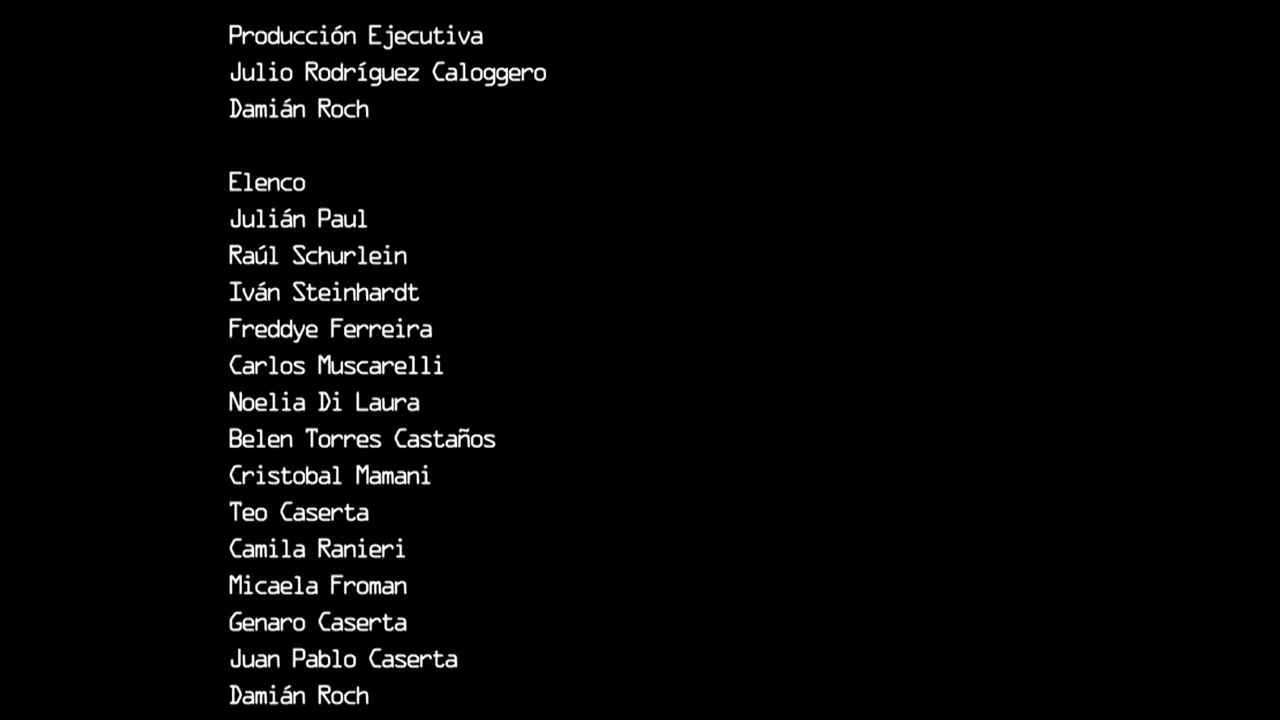 Producción Ejecutiva
Julio Rodríguez Caloggero
Damián Roch
Elenco
Julián Paul
Raúl Schurlein
Iván Steinhardt
Freddye Ferreira
Carlos Muscarelli
Noelia Di Laura
Belen Torres Castaños
Cristobal Mamani
Teo Caserta
Camila Ranieri
Micaela Froman
Genaro Caserta
Juan Pablo Caserta
Damián Roch